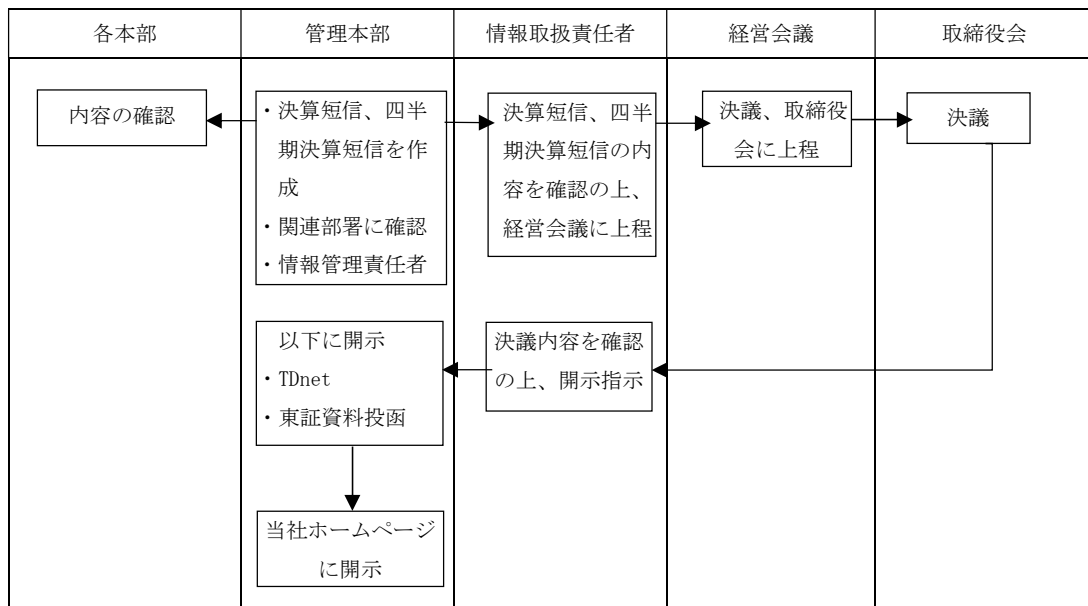 各本部
管理本部
情報取扱責任者
経営会議
取締役会
内容の確認
・決算短信、四半
期決算短信を作
成
・関連部署に確認
・情報管理責任者
決算短信、四半
期決算短信の内
容を確認の上、
経営会議に上程
決議、取締役
会に上程
決議
以下に開示
・TDnet
・東証資料投函
決議内容を確認
の上、開示指示
当社ホームページ
に開示